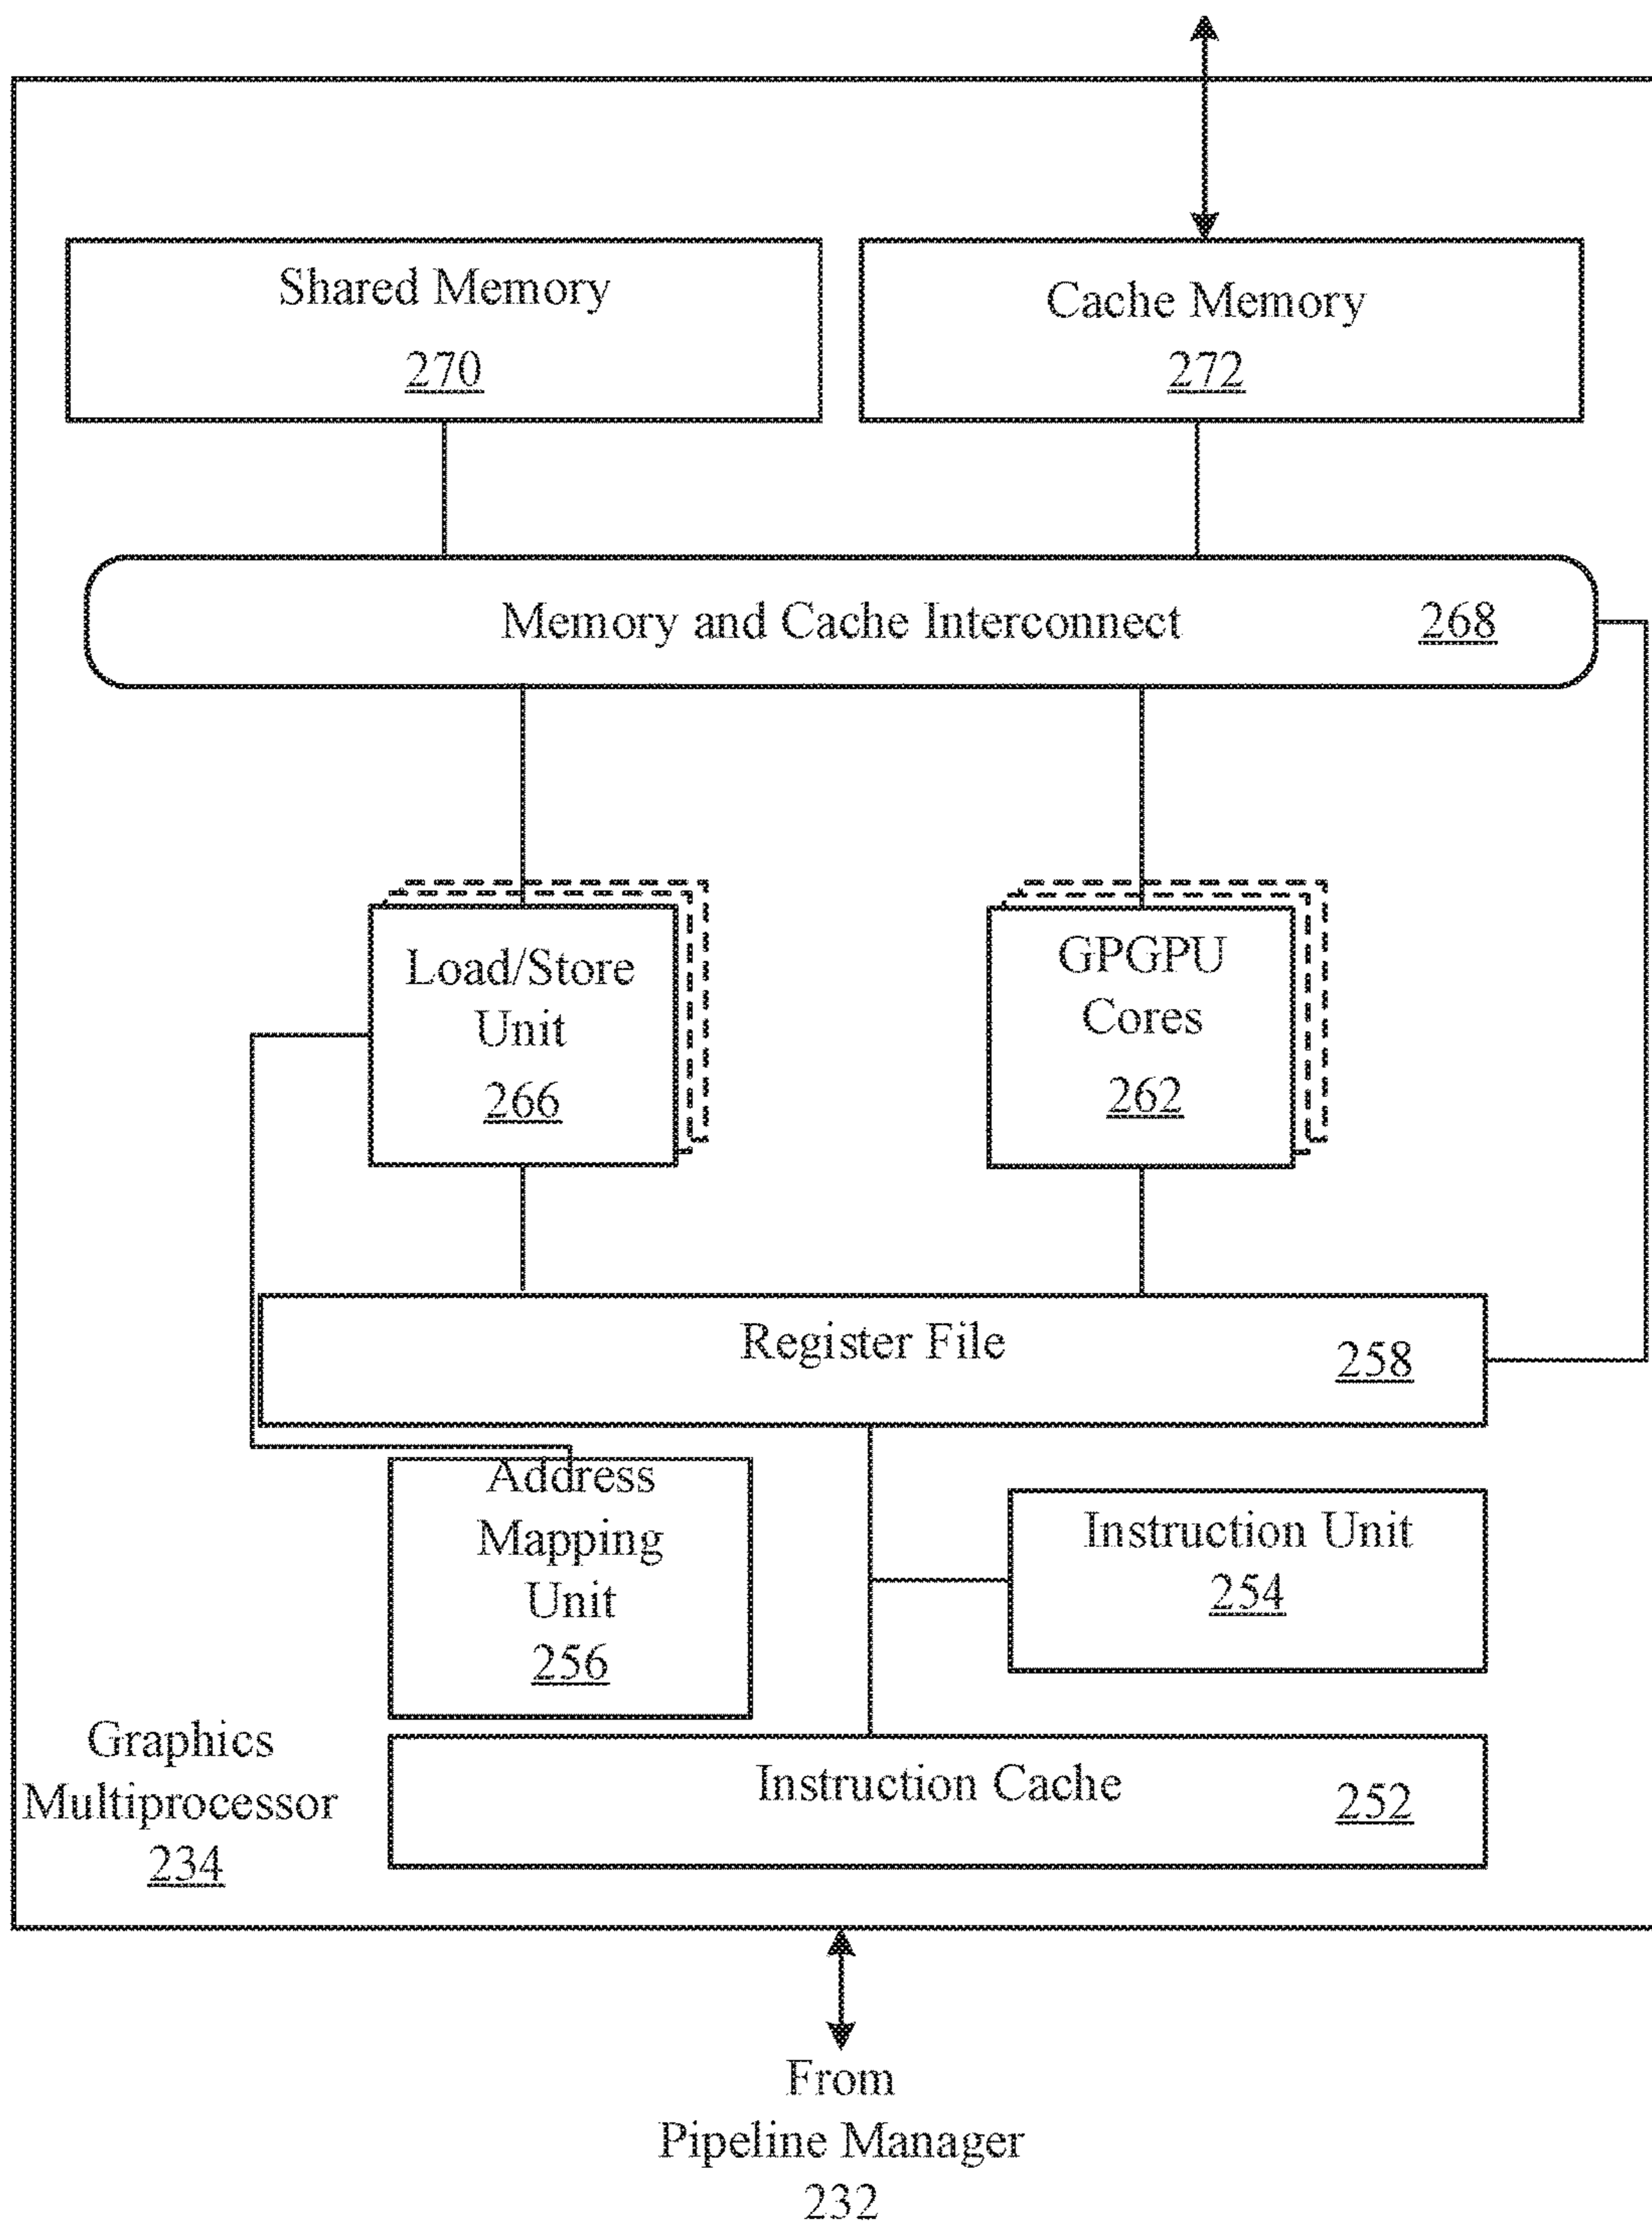 Shared Memory
270
Cache Memory
272
Memory and Cache Interconnect 268
Load/Store
Unit
266
GPGPU
Cores
262
Register File 258
Address
Mapping
Unit
256
Instruction Unit
254
Graphics
Multiprocessor
234
Instruction Cache 252
From
Pipeline Manager
232